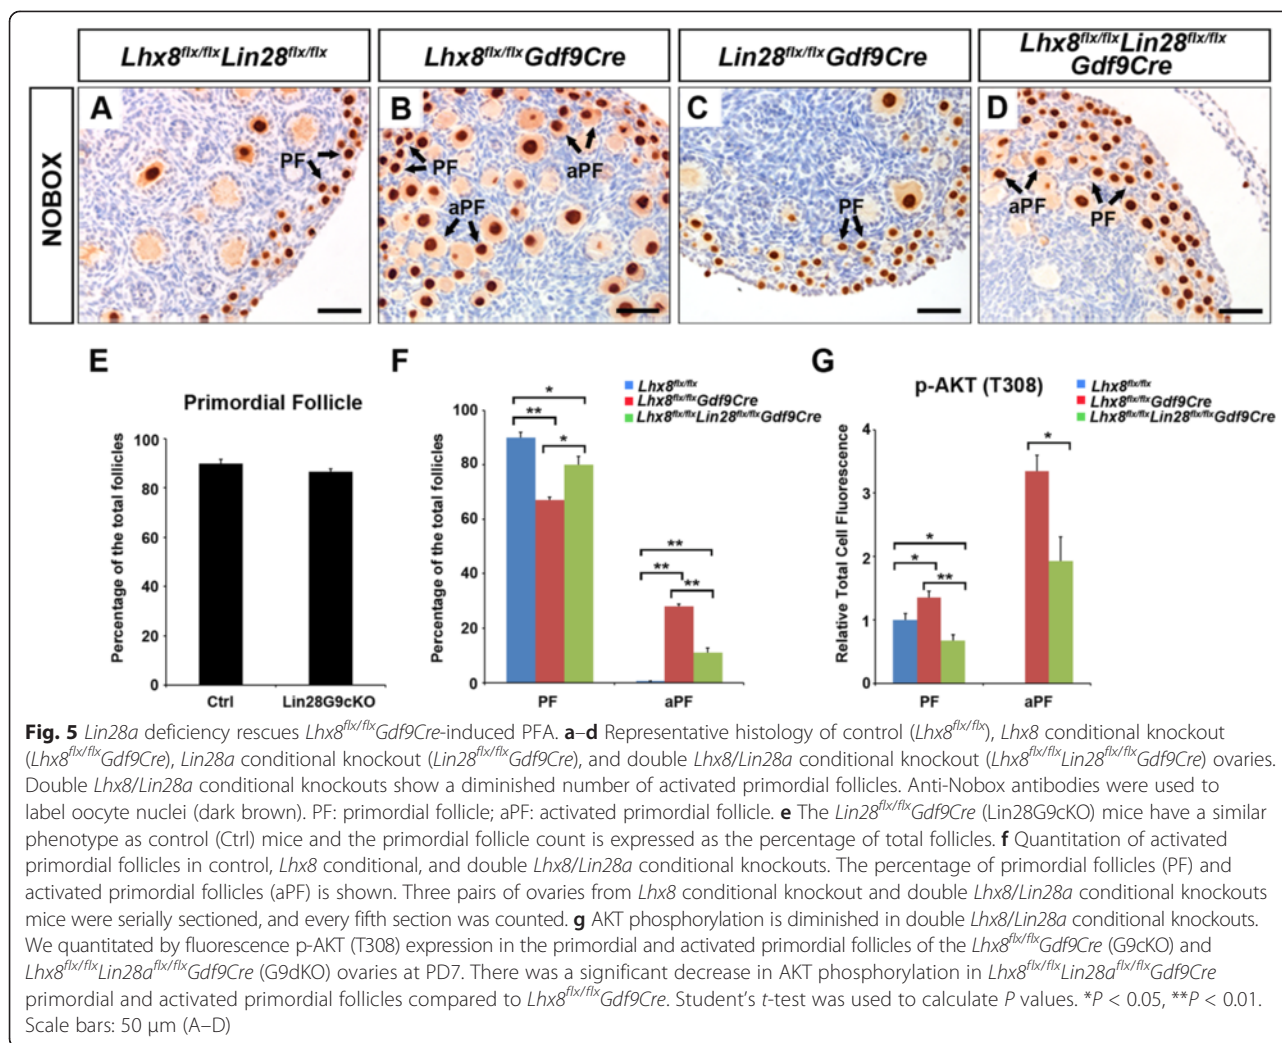 Lhx8flx/flxLin28flx/flx
Lhx8flx/flxGdf9Cre
Lin28flx/flxGdf9Cre
Lhx8flx/flxLin28flx/flx
Gdf9Cre
NOBOX
A
PF
B
PF
aPF
aPF
C
PF
D
aPF
PF
E
Primordial Follicle
Percentage of the total follicles
100
80
60
40
20
0
Ctrl
Lin28G9cKO
F
Lhx8flx/flx
Lhx8flx/flxGdf9Cre
Lhx8flx/flxLin28flx/flxGdf9Cre
Percentage of the total follicles
100
80
60
40
20
0
*
**
*
**
**
**
PF
aPF
G
p-AKT (T308)
Lhx8flx/flx
Lhx8flx/flxGdf9Cre
Lhx8flx/flxLin28flx/flxGdf9Cre
Relative Total Cell Fluorescence
4
3
2
1
0
*
*
**
*
PF
aPF
Fig. 5 Lin28a deficiency rescues Lhx8flx/flxGdf9Cre-induced PFA. a–d Representative histology of control (Lhx8flx/flx), Lhx8 conditional knockout
(Lhx8flx/flxGdf9Cre), Lin28a conditional knockout (Lin28flx/flxGdf9Cre), and double Lhx8/Lin28a conditional knockout (Lhx8flx/flxLin28flx/flxGdf9Cre) ovaries.
Double Lhx8/Lin28a conditional knockouts show a diminished number of activated primordial follicles. Anti-Nobox antibodies were used to
label oocyte nuclei (dark brown). PF: primordial follicle; aPF: activated primordial follicle. e The Lin28flx/flxGdf9Cre (Lin28G9cKO) mice have a similar
phenotype as control (Ctrl) mice and the primordial follicle count is expressed as the percentage of total follicles. f Quantitation of activated
primordial follicles in control, Lhx8 conditional, and double Lhx8/Lin28a conditional knockouts. The percentage of primordial follicles (PF) and
activated primordial follicles (aPF) is shown. Three pairs of ovaries from Lhx8 conditional knockout and double Lhx8/Lin28a conditional knockouts
mice were serially sectioned, and every fifth section was counted. g AKT phosphorylation is diminished in double Lhx8/Lin28a conditional knockouts.
We quantitated by fluorescence p-AKT (T308) expression in the primordial and activated primordial follicles of the Lhx8flx/flxGdf9Cre (G9cKO) and
Lhx8flx/flxLin28aflx/flxGdf9Cre (G9dKO) ovaries at PD7. There was a significant decrease in AKT phosphorylation in Lhx8flx/flxLin28aflx/flxGdf9Cre
primordial and activated primordial follicles compared to Lhx8flx/flxGdf9Cre. Student's t-test was used to calculate P values. *P < 0.05, **P < 0.01.
Scale bars: 50 μm (A–D)